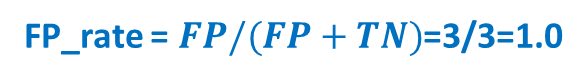 FP_rate = FP/(FP + TN)=3/3=1.0